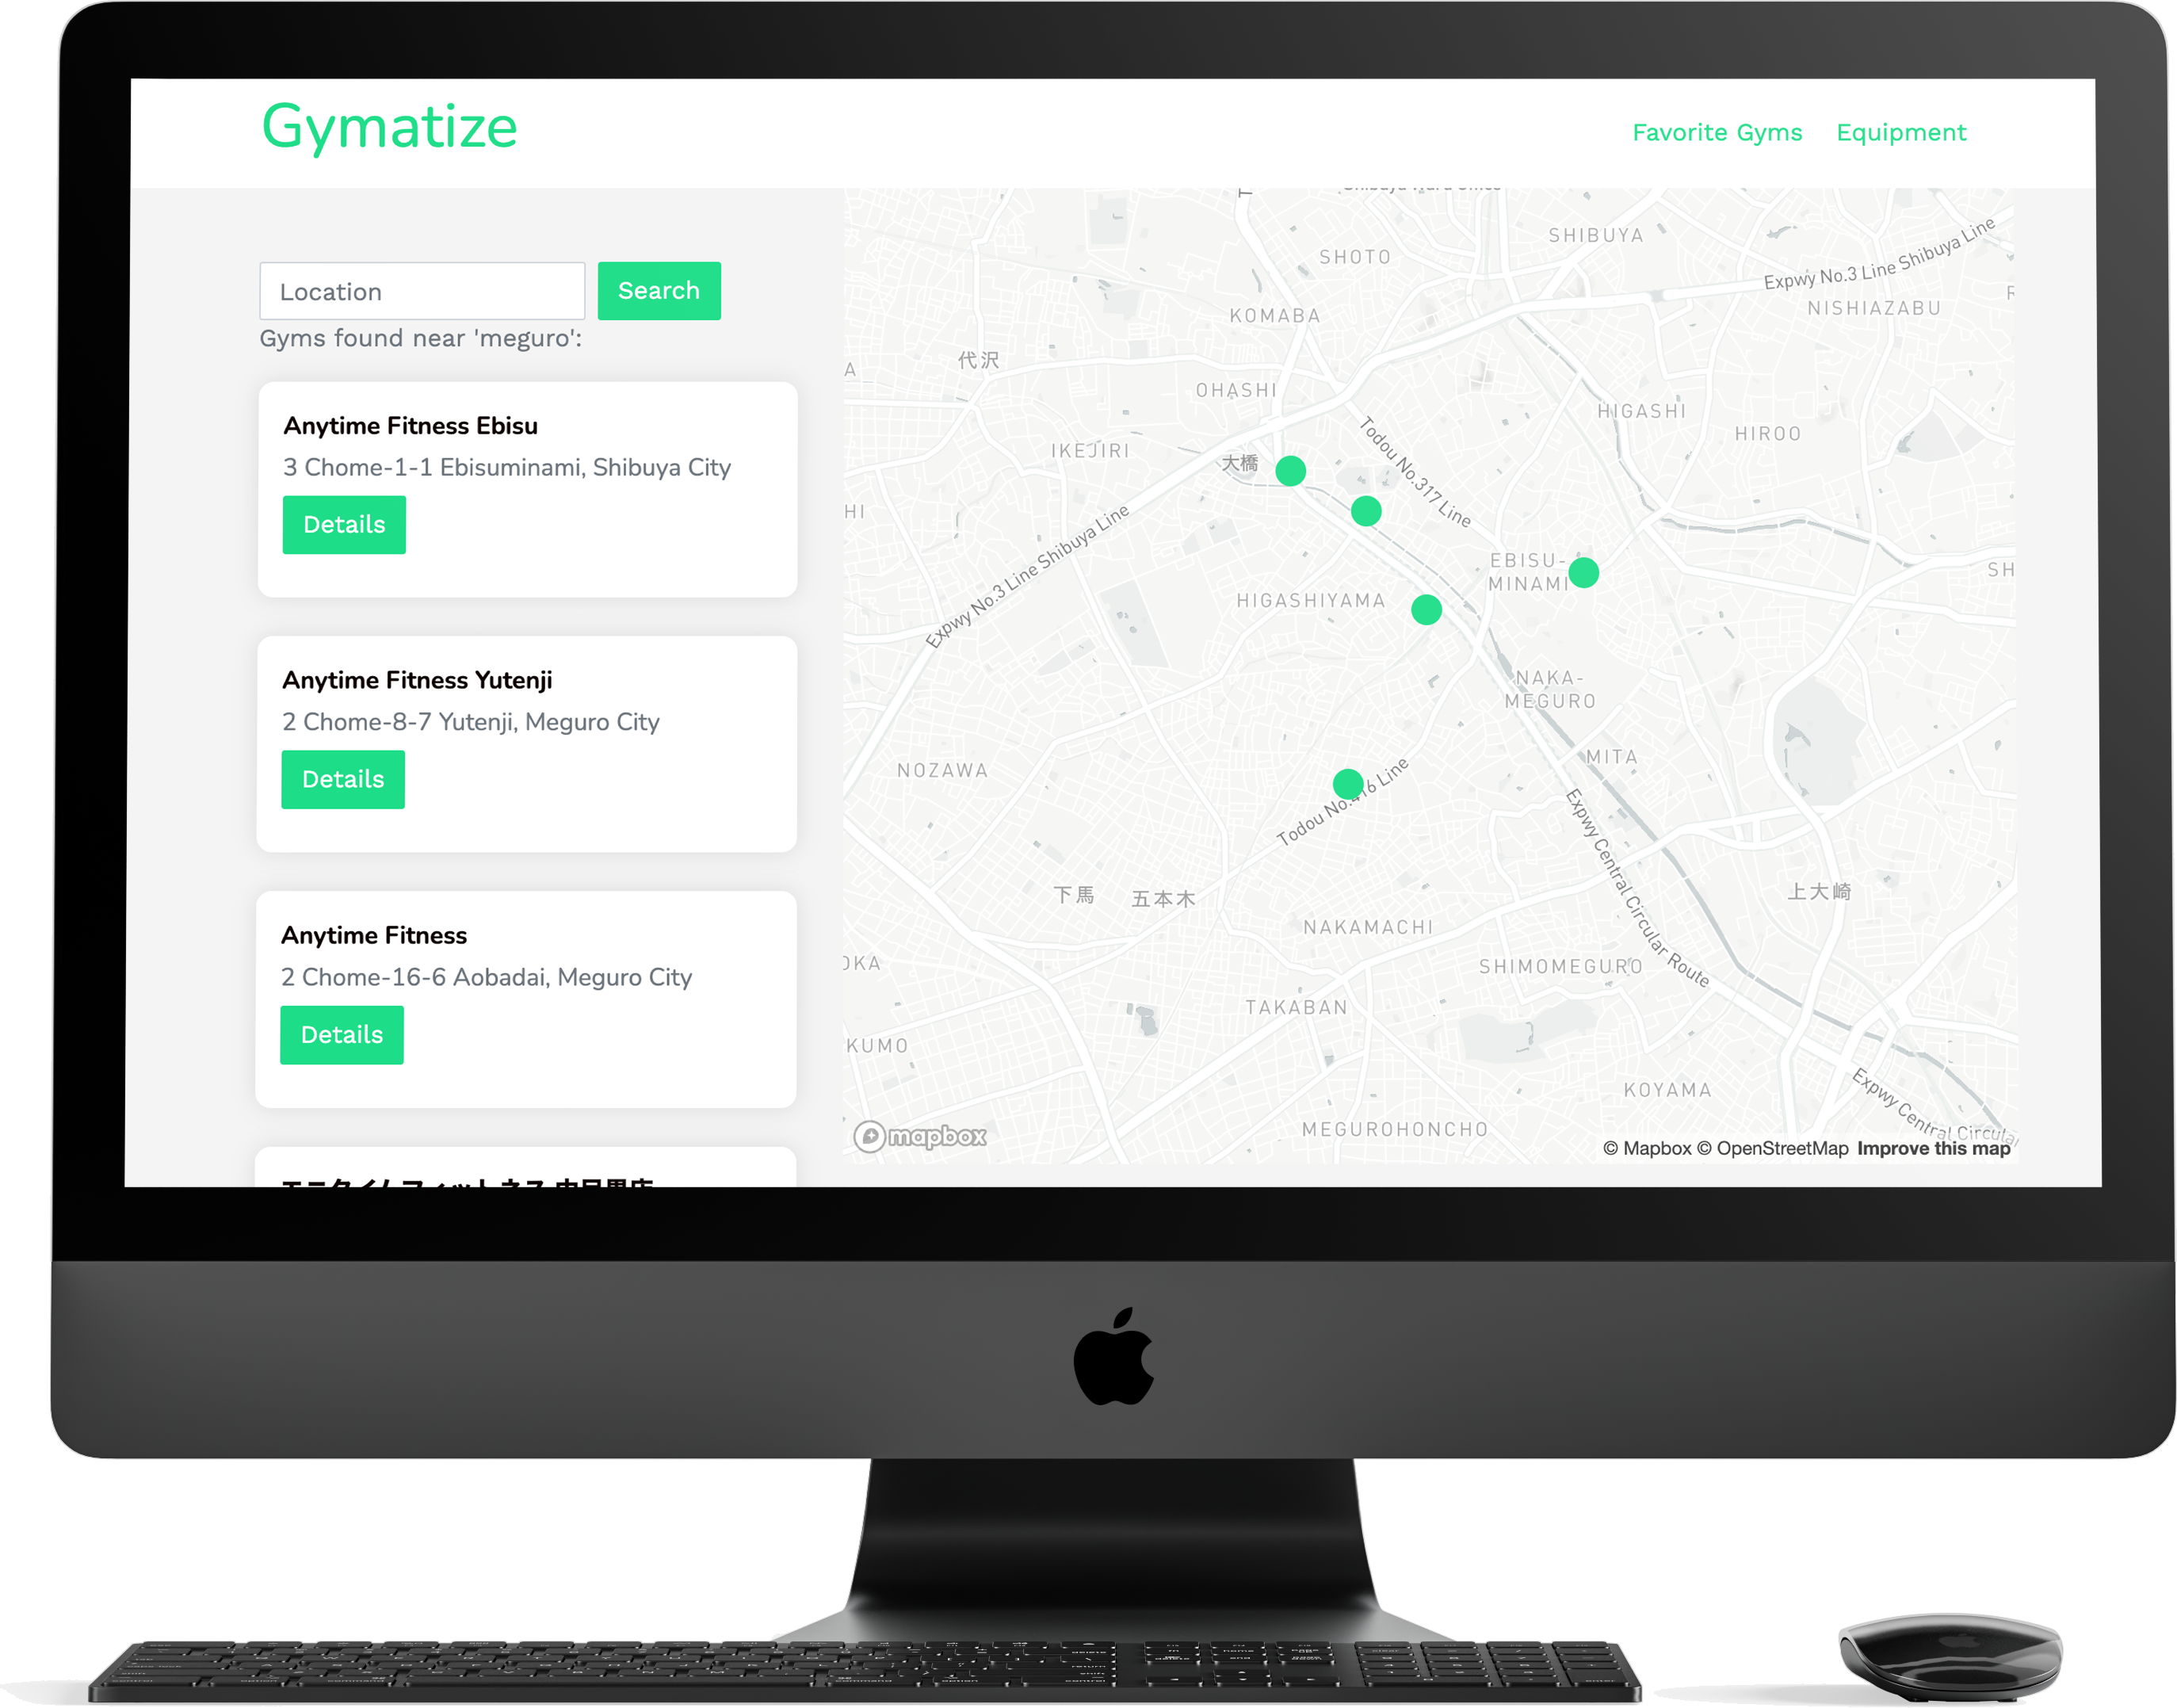 Gymatize
Favorite Gyms
Equipment
Location
Search
Gyms found near 'meguro':
Anytime Fitness Ebisu
3 Chome-1-1 Ebisuminami, Shibuya City
Details
Anytime Fitness Yutenji
2 Chome-8-7 Yutenji, Meguro City
Details
Anytime Fitness
2 Chome-16-6 Aobadai, Meguro City
Details
SHIBUYA
SHOTO
Expwy No.3 Line Shibuya Line
NISHIAZABU
KOMABA
代沢
OHASHI
HIGASHI
HIROO
IKEJIRI
大橋
Todou No.317 Line
HI
Expwy No.3 Line Shibuya Line
EBISU-
MINAMI
SH
HIGASHIYAMA
NAKA-
MEGURO
MITA
NOZAWA
Todou No.416 Line
Expwy Central Circular Route
下馬
五本木
上大崎
NAKAMACHI
OKA
SHIMOMEGURO
TAKABAN
KUMO
KOYAMA
Expwy Central Circular
MEGUROHONCHO
mapbox
© Mapbox © OpenStreetMap Improve this map